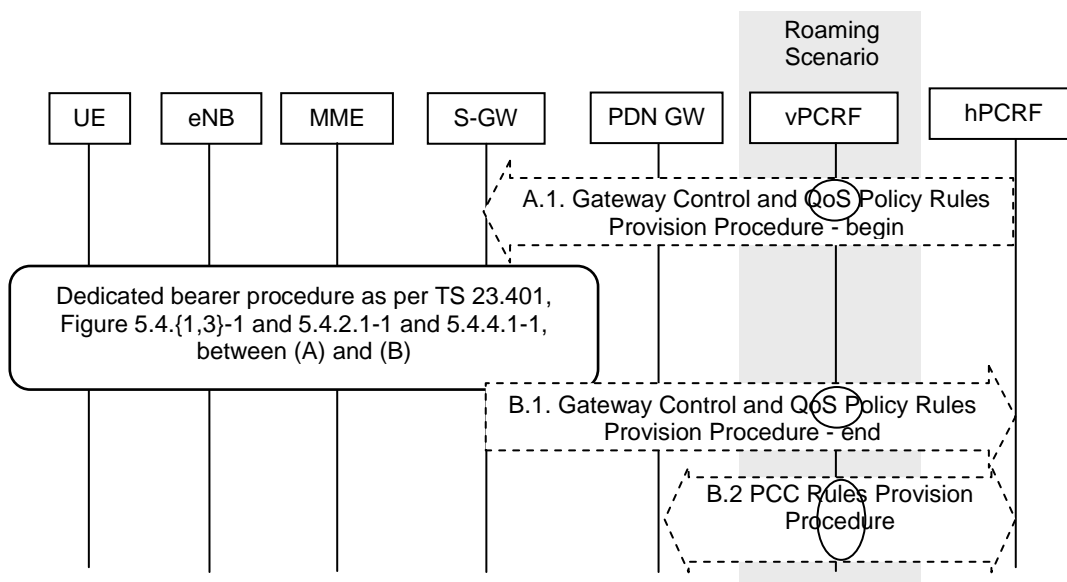 Roaming
Scenario
UE
eNB
MME
S-GW
PDN GW
vPCRF
hPCRF
A.1. Gateway Control and QoS Policy Rules
Provision Procedure - begin
Dedicated bearer procedure as per TS 23.401,
Figure 5.4.{1,3}-1 and 5.4.2.1-1 and 5.4.4.1-1,
between (A) and (B)
B.1. Gateway Control and QoS Policy Rules
Provision Procedure - end
B.2 PCC Rules Provision
Procedure